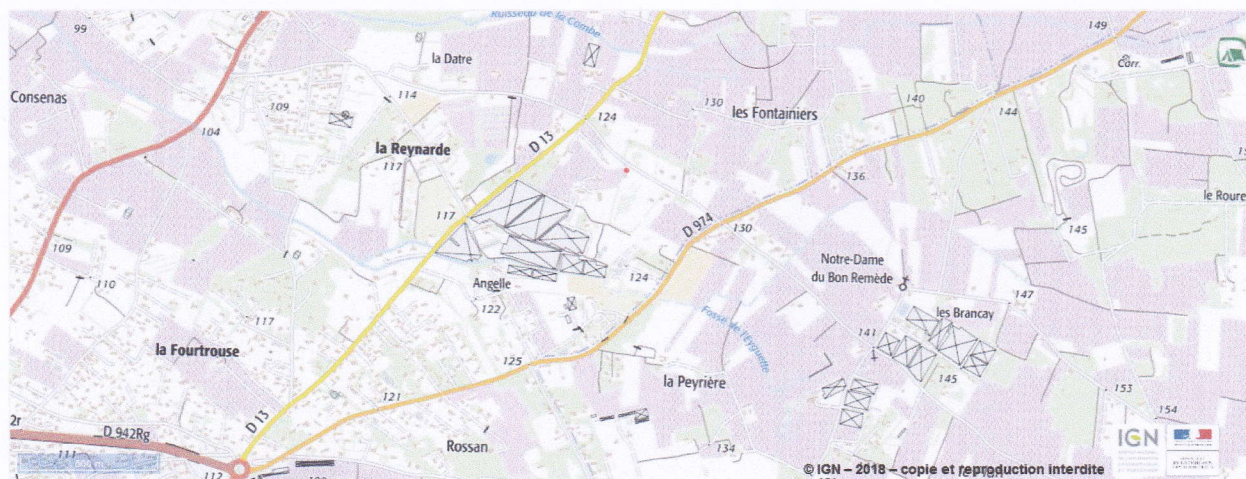 99
Ruisseau de la Combe
149
la Datre
Carr.
Consenas
109
114
130
les Fontainiers
140
144
104
124
D 13
la Reynarde
117
136
le Roure
117
D 974
130
145
109
Notre-Dame
du Bon Remède
110
Angelle
124
147
122
les Brancay
117
Fossé de l'Eyguette
141
la Fourtrouse
125
la Peyrière
145
153
121
154
D 13
D 942Rg
Rossan
IGN
111
134
500 m
112
© IGN – 2018 – copie et reproduction interdite